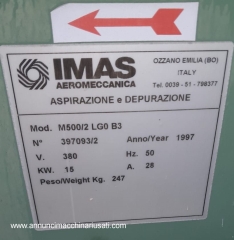 IMAS
AEROMECCANICA
OZZANO EMILIA (BO)
ITALY
Tel. 0039 - 51 - 798377
ASPIRAZIONE e DEPURAZIONE
Mod. M500/2 LG0 B3
N° 397093/2 Anno/Year 1997
V. 380 Hz. 50
KW. 15 A. 28
Peso/Weight Kg. 247
www.annuncimacchinariusati.com